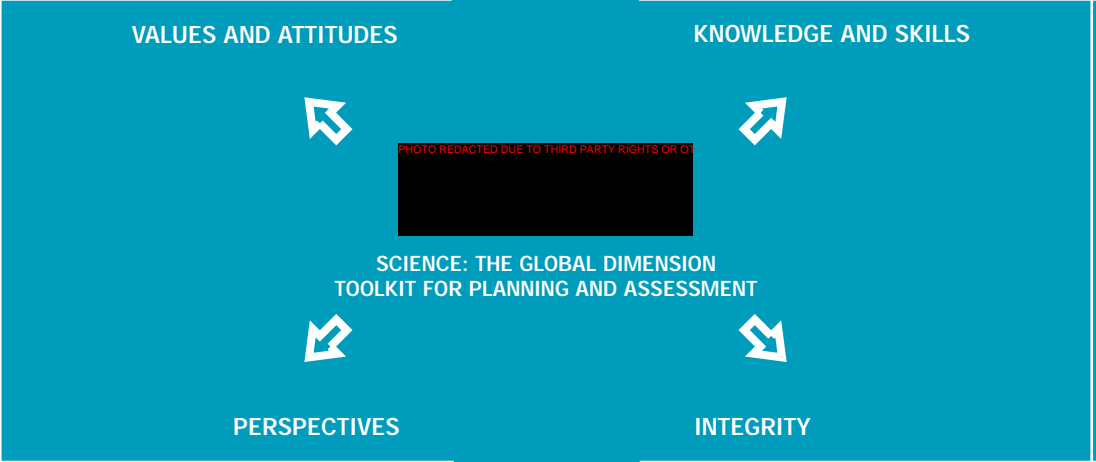 VALUES AND ATTITUDES
KNOWLEDGE AND SKILLS
PHOTO REDACTED DUE TO THIRD PARTY RIGHTS OR OT
SCIENCE: THE GLOBAL DIMENSION
TOOLKIT FOR PLANNING AND ASSESSMENT
PERSPECTIVES
INTEGRITY